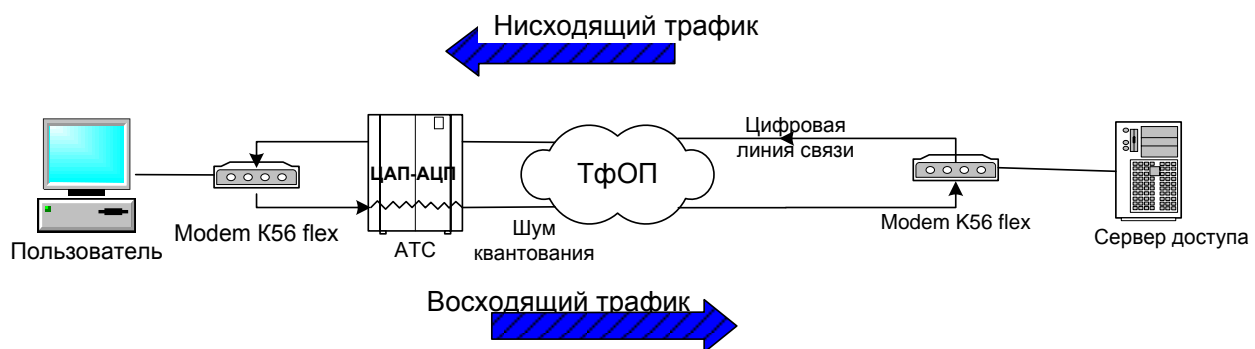 Нисходящий трафик
Цифровая
линия связи
ЦАП-АЦП
ТфОП
Modem К56 flex
Modem K56 flex
Пользователь
АТС
Шум
квантования
Сервер доступа
Восходящий трафик